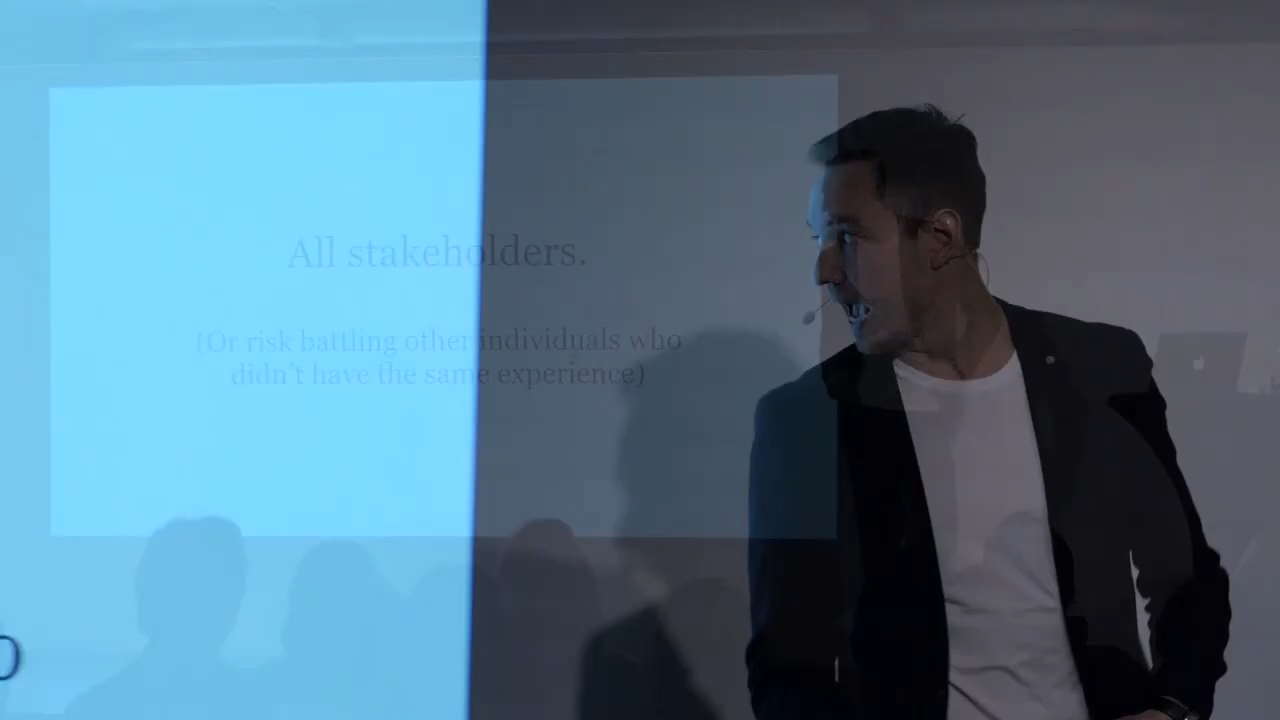 All stakeholders.
(Or risk battling other individuals who
didn't have the same experience)